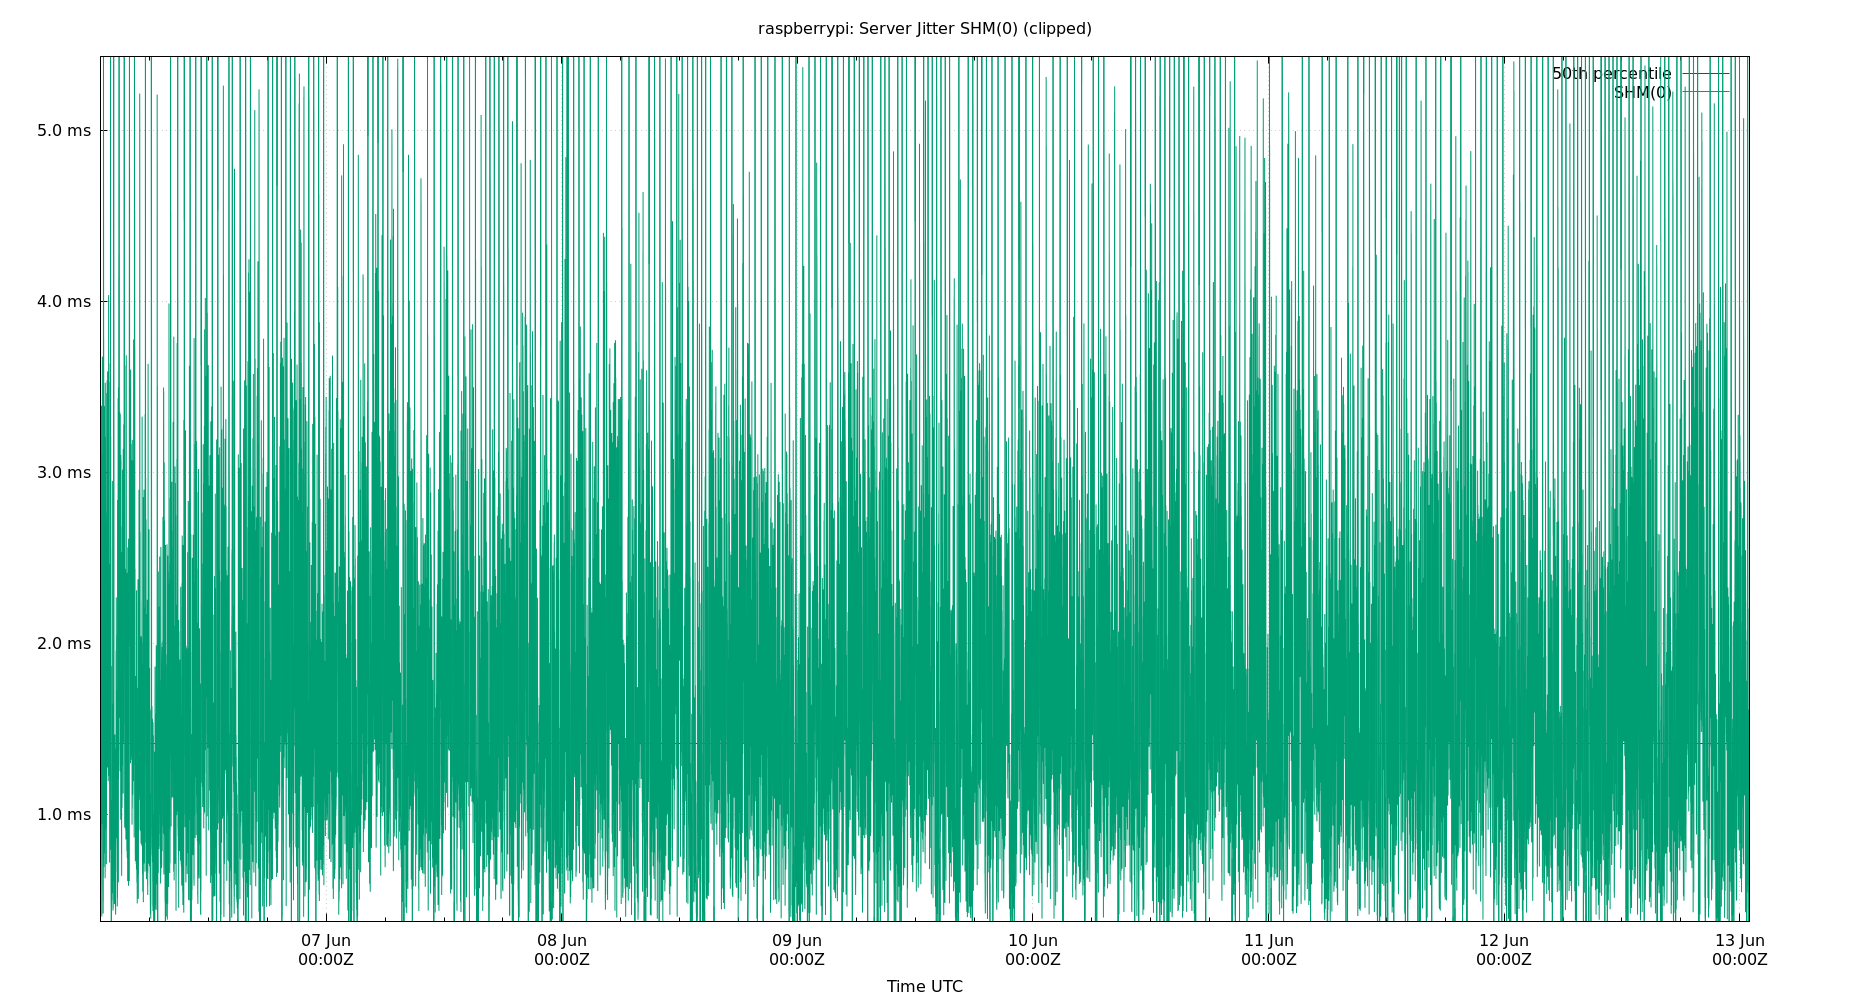 raspberrypi: Server Jitter SHM(0) (clipped)
50th percentile
SHM(0)
5.0 ms
4.0 ms
3.0 ms
2.0 ms
1.0 ms
07 Jun 08 Jun 09 Jun 10 Jun 11 Jun 12 Jun 13 Jun
00:00Z 00:00Z 00:00Z 00:00Z 00:00Z 00:00Z 00:00Z
Time UTC